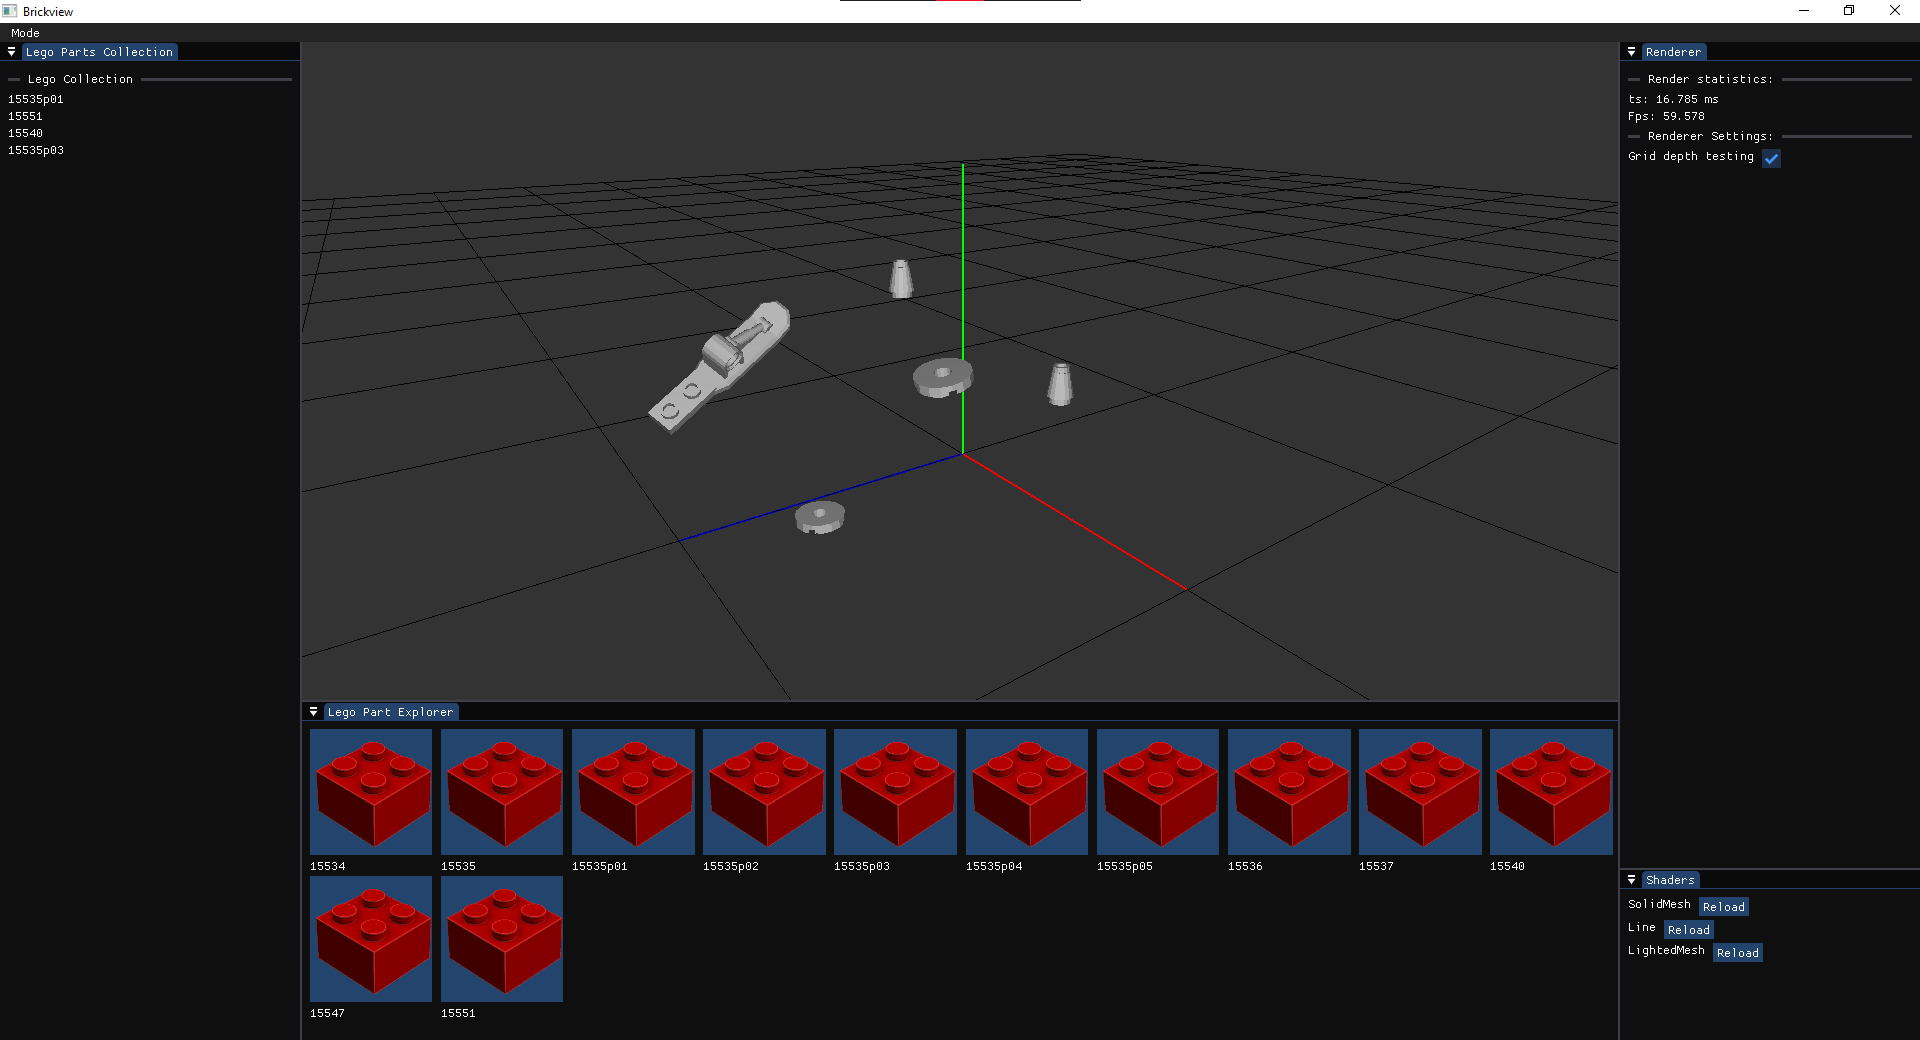 Brickview
Mode
Lego Parts Collection
Lego Collection
15535p01
15551
15540
15535p03
Renderer
Render statistics:
ts: 16.785 ms
Fps: 59.578
Renderer Settings:
Grid depth testing
Lego Part Explorer
15534 15535 15535p01 15535p02 15535p03 15535p04 15535p05 15536 15537 15540
15547 15551
Shaders
SolidMesh Reload
Line Reload
LightedMesh Reload